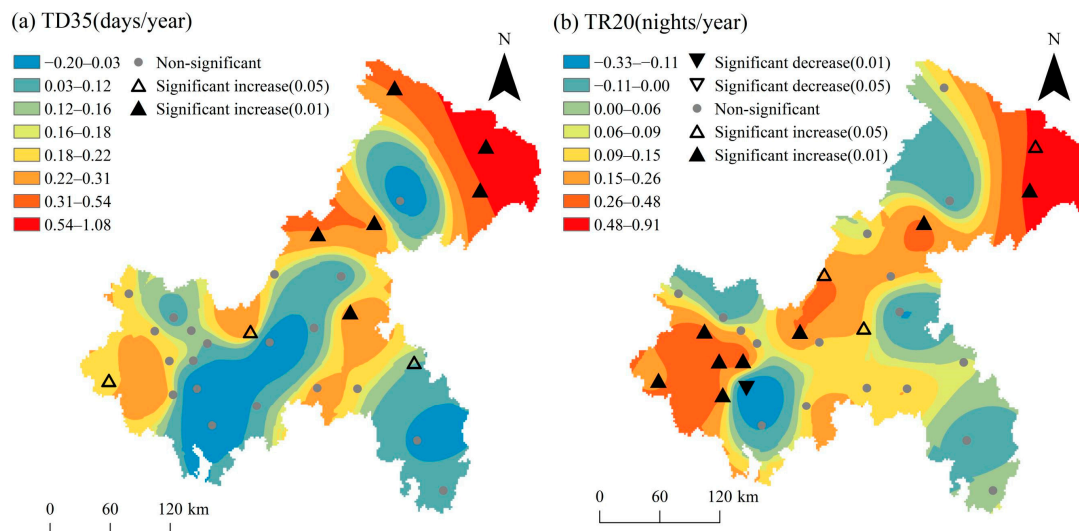 (a) TD35(days/year)
−0.20–0.03
0.03–0.12
0.12–0.16
0.16–0.18
0.18–0.22
0.22–0.31
0.31–0.54
0.54–1.08
Non-significant
Significant increase(0.05)
Significant increase(0.01)
N
0 60 120 km
(b) TR20(nights/year)
−0.33–−0.11
−0.11–0.00
0.00–0.06
0.06–0.09
0.09–0.15
0.15–0.26
0.26–0.48
0.48–0.91
Significant decrease(0.01)
Significant decrease(0.05)
Non-significant
Significant increase(0.05)
Significant increase(0.01)
N
0 60 120 km